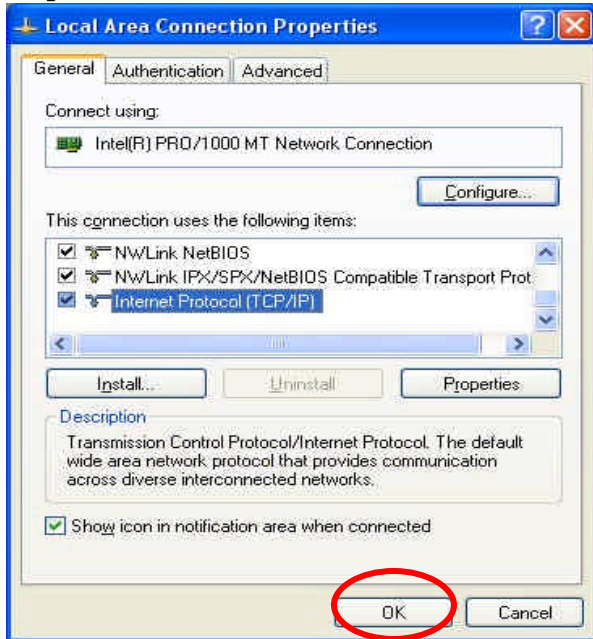 Local Area Connection Properties
General Authentication Advanced
Connect using:
Intel(R) PRO/1000 MT Network Connection
Configure...
This connection uses the following items:
NWLink NetBIOS
NWLink IPX/SPX/NetBIOS Compatible Transport Prot
Internet Protocol (TCP/IP)
Install... Uninstall Properties
Description
Transmission Control Protocol/Internet Protocol. The default
wide area network protocol that provides communication
across diverse interconnected networks.
Show icon in notification area when connected
OK Cancel